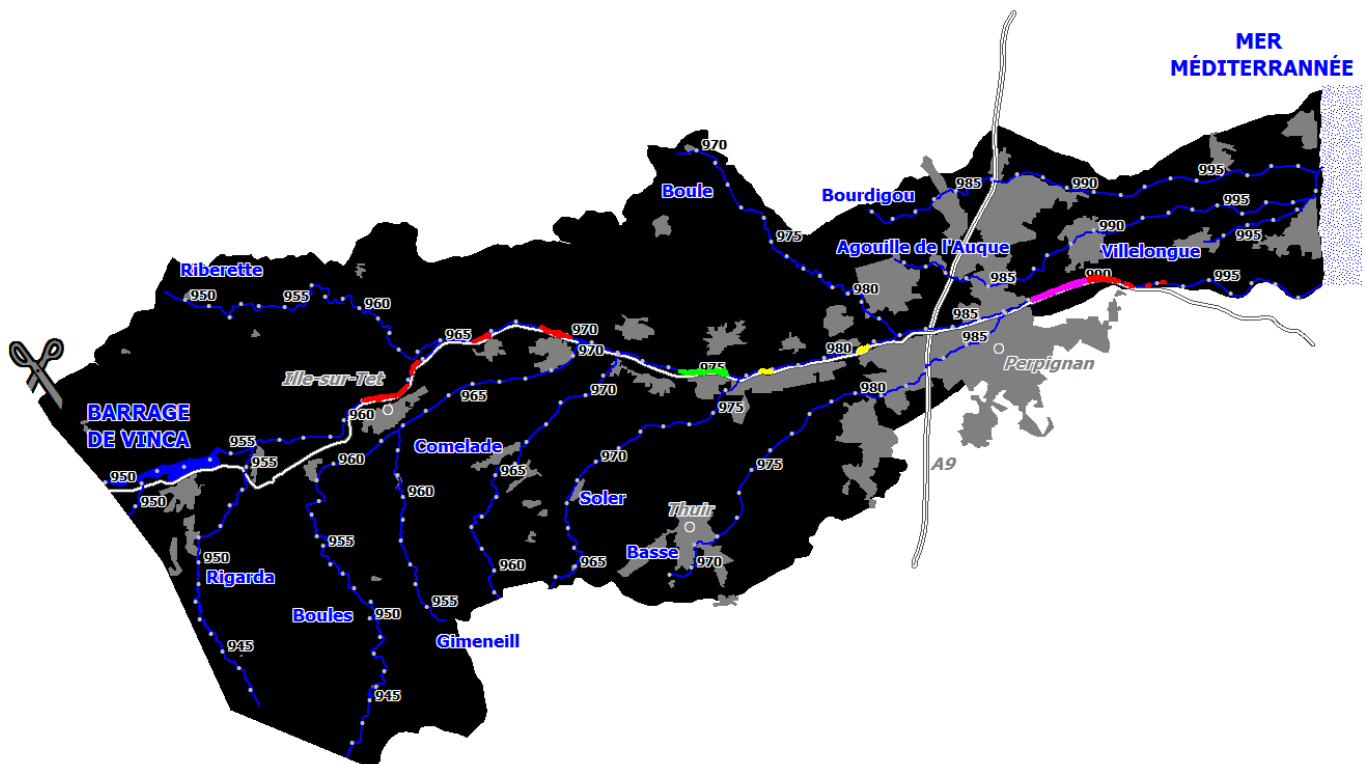 MER
MÉDITERRANNÉE
970
Boule
995
985
990
Bourdigou
995
990
975
995
Agouille de l'Auque
Villelongue
Riberette
985
990
995
950
955
980
960
985
965
970
985
970
980
975
Perpignan
Ille-sur-Tet
970
980
965
975
960
BARRAGE
DE VINCA
955
Comelade
960
970
A9
955
965
975
950
950
960
Soler
Thuir
955
Basse
950
965
970
960
Rigarda
955
Boules
950
Gimeneill
945
945